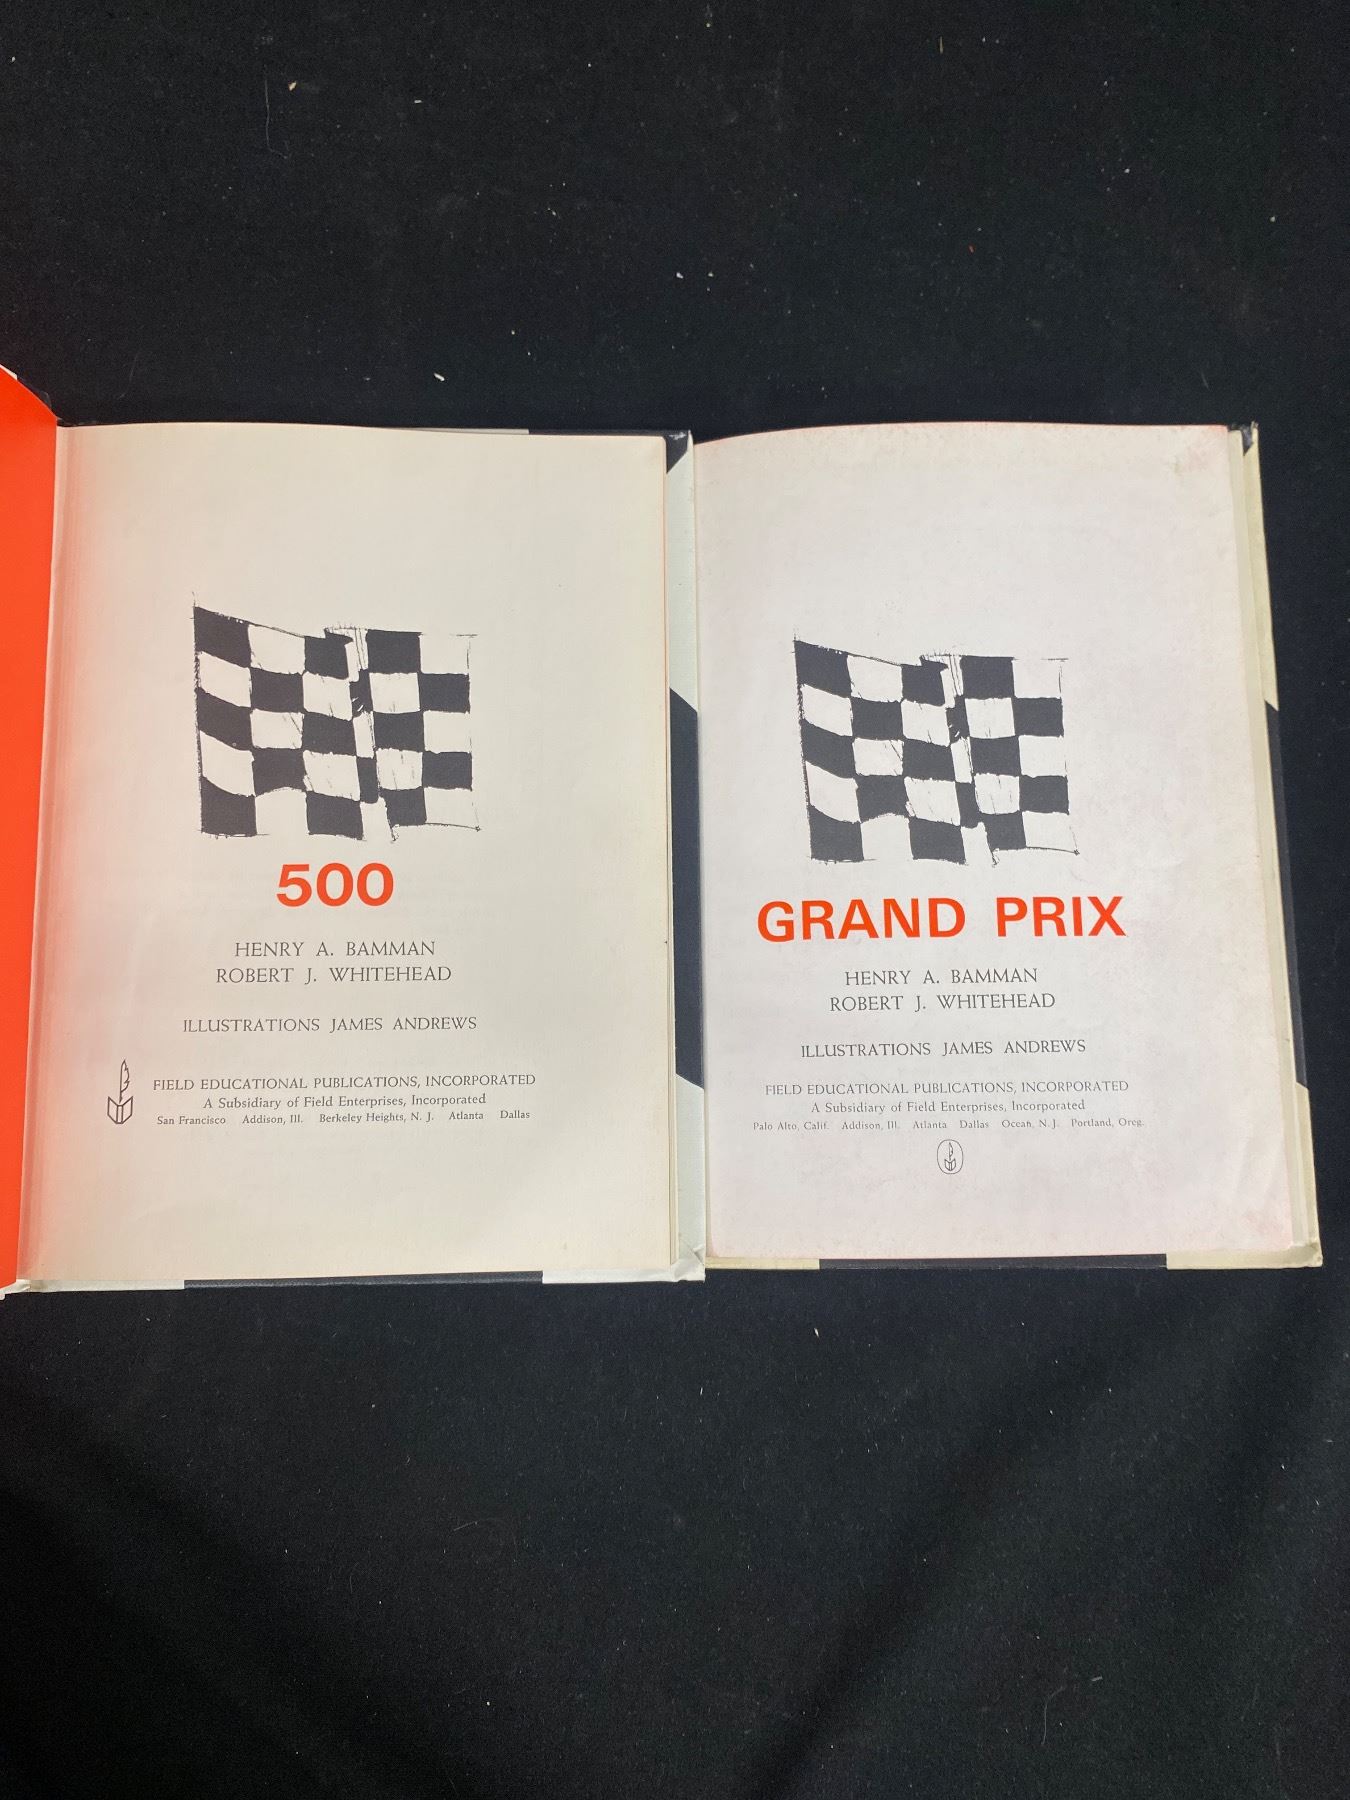 500
HENRY A. BAMMAN
ROBERT J. WHITEHEAD
ILLUSTRATIONS JAMES ANDREWS
FIELD EDUCATIONAL PUBLICATIONS, INCORPORATED
A Subsidiary of Field Enterprises, Incorporated
San Francisco Addison, Ill. Berkeley Heights, N. J. Atlanta Dallas
GRAND PRIX
HENRY A. BAMMAN
ROBERT J. WHITEHEAD
ILLUSTRATIONS JAMES ANDREWS
FIELD EDUCATIONAL PUBLICATIONS, INCORPORATED
A Subsidiary of Field Enterprises, Incorporated
Palo Alto, Calif. Addison, Ill. Atlanta Dallas Ocean, N. J. Portland, Oreg.